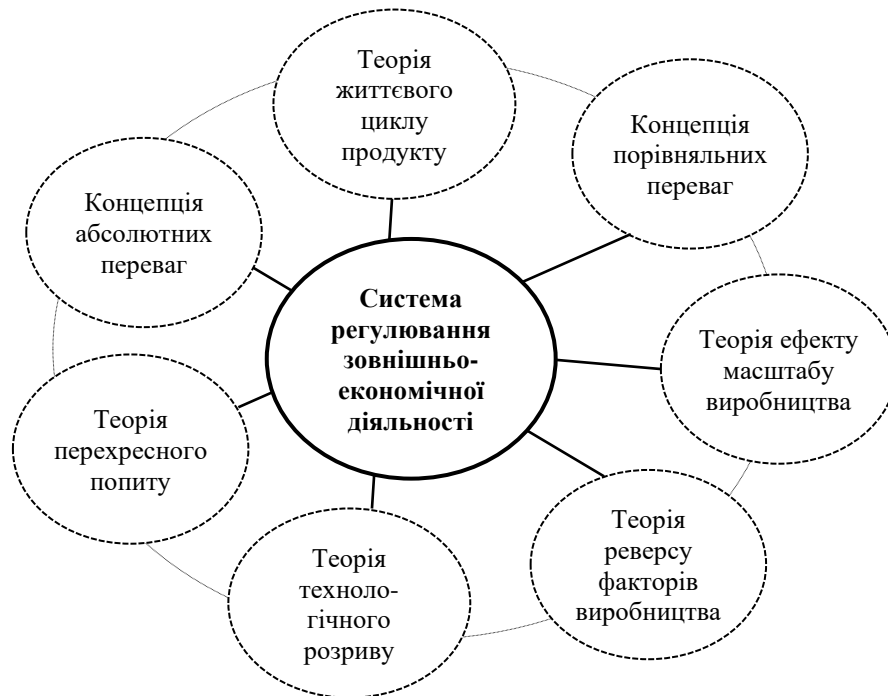 Теорія
життєвого
циклу
продукту
Концепція
порівняльних
переваг
Концепція
абсолютних
переваг
Система
регулювання
зовнішньо-
економічної
діяльності
Теорія ефекту
масштабу
виробництва
Теорія
перехресного
попиту
Теорія
реверсу
факторів
виробництва
Теорія
техноло-
гічного
розриву